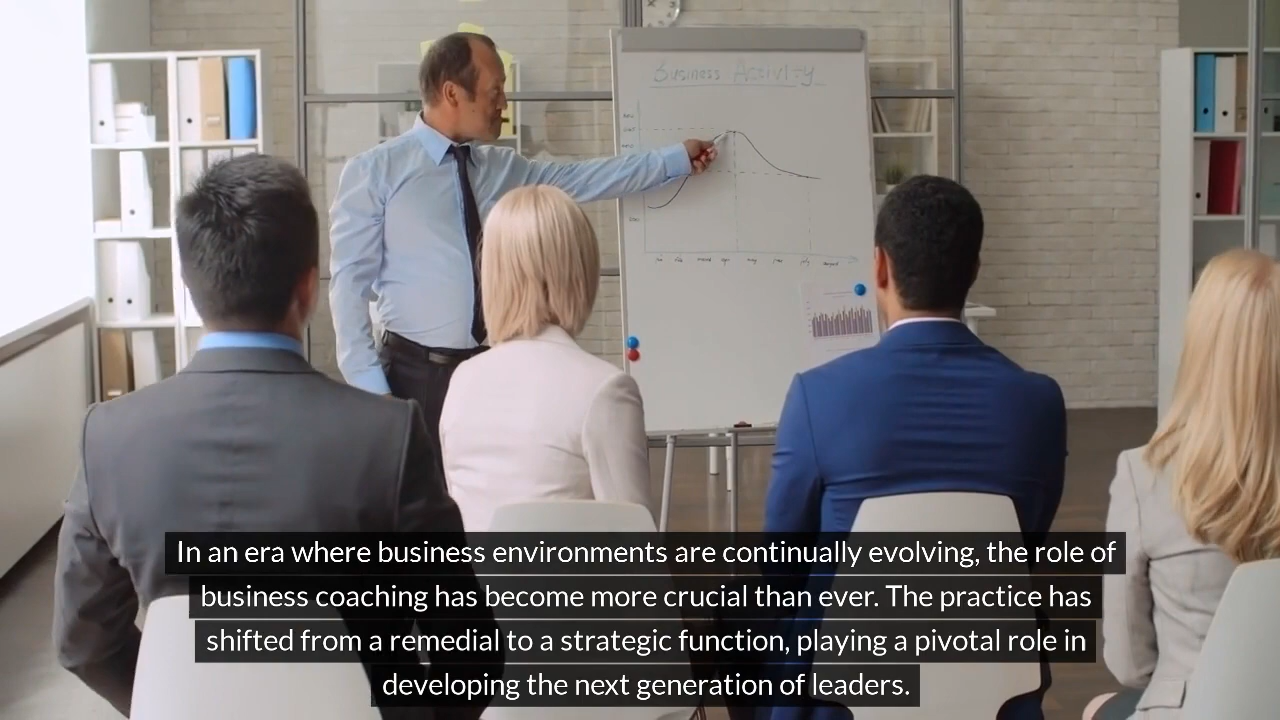 Business Activity
In an era where business environments are continually evolving, the role of
business coaching has become more crucial than ever. The practice has
shifted from a remedial to a strategic function, playing a pivotal role in
developing the next generation of leaders.